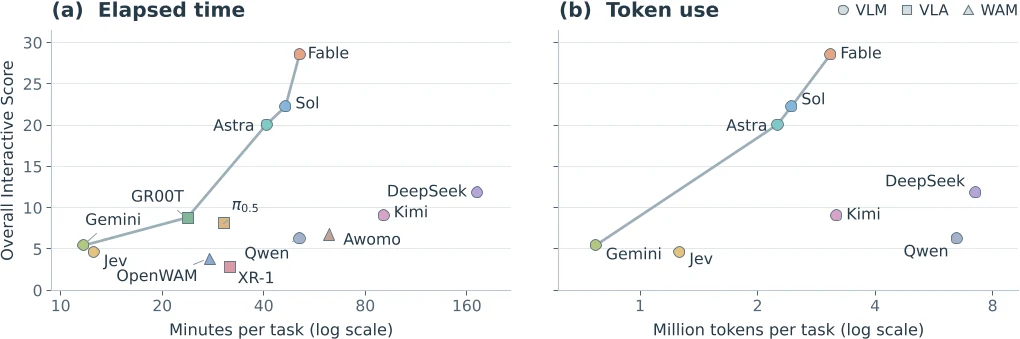 (a) Elapsed time
(b) Token use
VLM VLA WAM
Overall Interactive Score
30
25
20
15
10
5
0
Fable
Sol
Astra
GR00T
π0.5
DeepSeek
Kimi
Gemini
Jev
OpenWAM
Qwen
Awomo
XR-1
10 20 40 80 160
Minutes per task (log scale)
Fable
Sol
Astra
DeepSeek
Kimi
Gemini
Jev
Qwen
1 2 4 8
Million tokens per task (log scale)